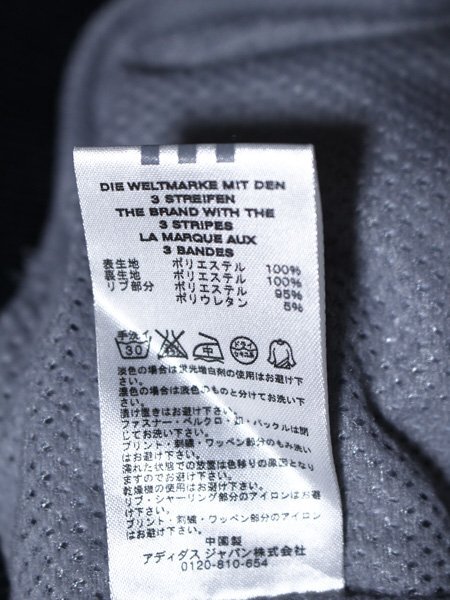 DIE WELTMARKE MIT DEN
3 STREIFEN
THE BRAND WITH THE
3 STRIPES
LA MARQUE AUX
3 BANDES
表生地 ポリエステル 100%
裏生地 ポリエステル 100%
リブ部分 ポリエステル 95%
ポリウレタン 5%
手洗イ 30 中 ドライ
淡色の場合は蛍光増白剤の使用はお避け下
さい。
濃色の場合は淡色のものと分けてお洗い下
さい。
漬け置きはお避け下さい。
ファスナー・ベルクロ・釦・バックルは閉
じてお洗い下さい。
プリント・刺繍・ワッペン部分のもみ洗い
はお避け下さい。
濡れた状態での放置は色移りの原因となり
ますのでお避け下さい。
乾燥機の使用はお避け下さい。
リブ・シャーリング部分のアイロンはお避
け下さい。
プリント・刺繍・ワッペン部分のアイロン
はお避け下さい。
中国製
アディダス ジャパン株式会社
0120-810-654